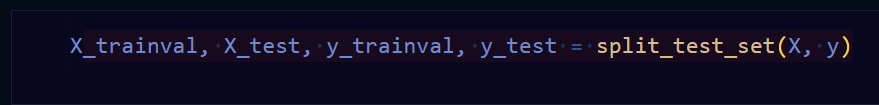 X_trainval, X_test, y_trainval, y_test = split_test_set(X, y)